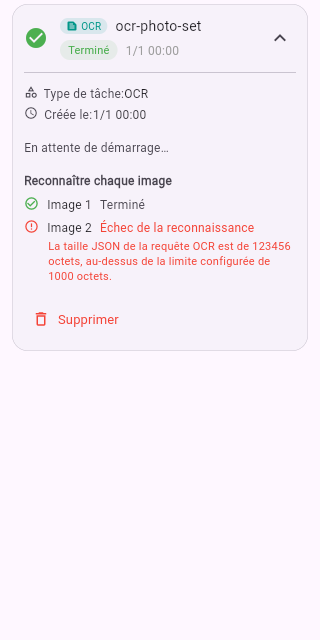 OCR ocr-photo-set
Terminé 1/1 00:00
Type de tâche:OCR
Créée le:1/1 00:00
En attente de démarrage…
Reconnaître chaque image
Image 1 Terminé
Image 2 Échec de la reconnaissance
La taille JSON de la requête OCR est de 123456
octets, au-dessus de la limite configurée de
1000 octets.
Supprimer